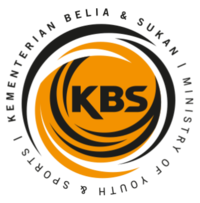 KEMENTERIAN BELIA & SUKAN | MINISTRY OF YOUTH & SPORTS |
KBS